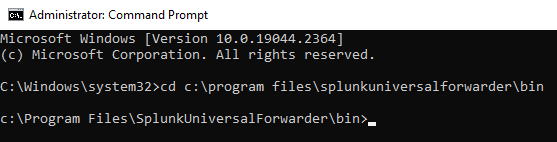 Administrator: Command Prompt
Microsoft Windows [Version 10.0.19044.2364]
(c) Microsoft Corporation. All rights reserved.
C:\Windows\system32>cd c:\program files\splunkuniversalforwarder\bin
c:\Program Files\SplunkUniversalForwarder\bin>